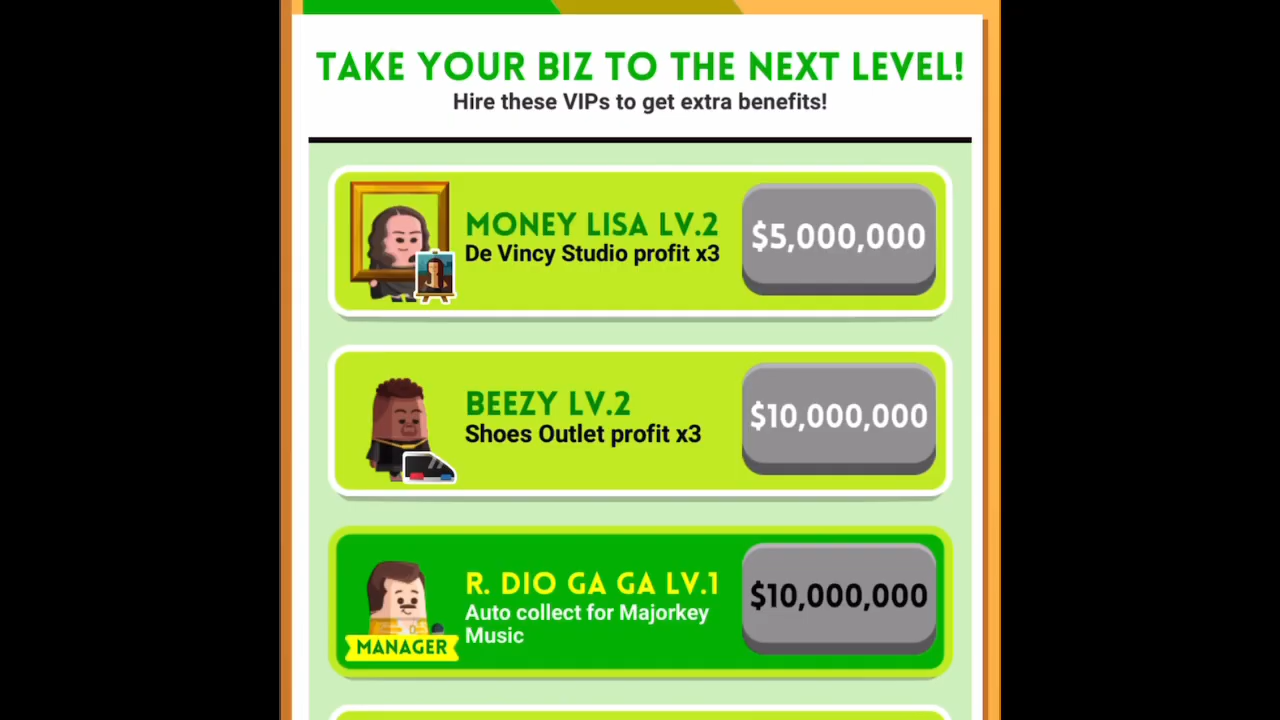 TAKE YOUR BIZ TO THE NEXT LEVEL!
Hire these VIPs to get extra benefits!
MONEY LISA LV.2
De Vincy Studio profit x3
$5,000,000
BEEZY LV.2
Shoes Outlet profit x3
$10,000,000
R. DIO GA GA LV.1
Auto collect for Majorkey
Music
MANAGER
$10,000,000